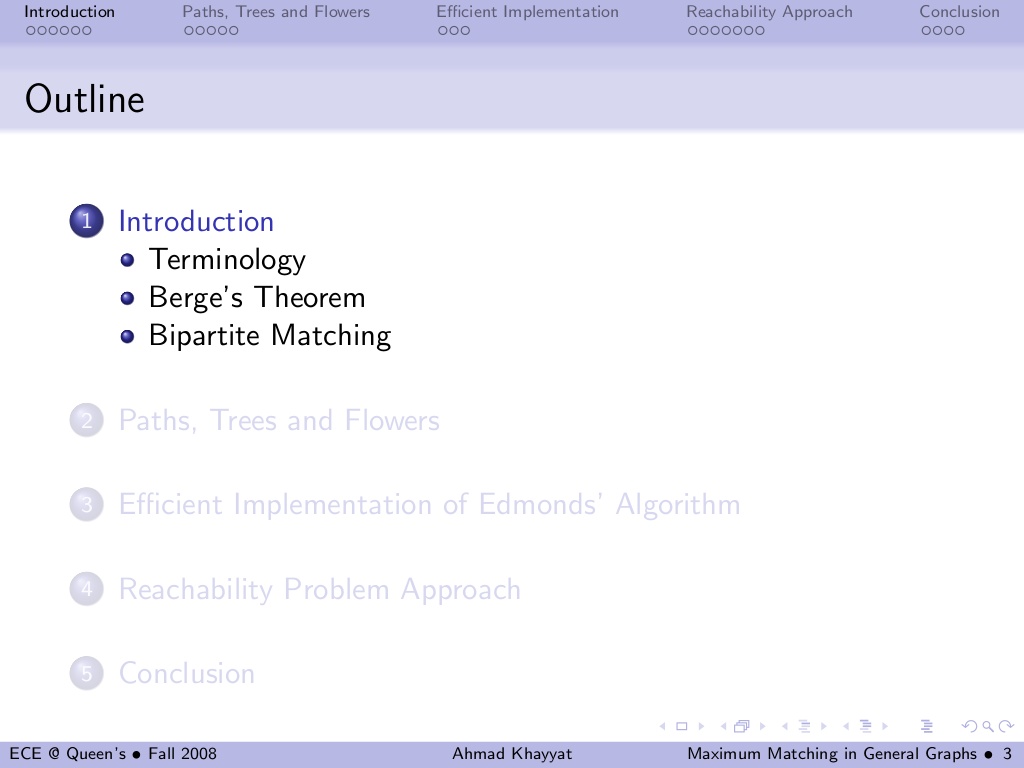 Introduction Paths, Trees and Flowers Efficient Implementation Reachability Approach Conclusion
Outline
1 Introduction
Terminology
Berge's Theorem
Bipartite Matching
2 Paths, Trees and Flowers
3 Efficient Implementation of Edmonds' Algorithm
4 Reachability Problem Approach
5 Conclusion
ECE @ Queen's • Fall 2008 Ahmad Khayyat Maximum Matching in General Graphs • 3